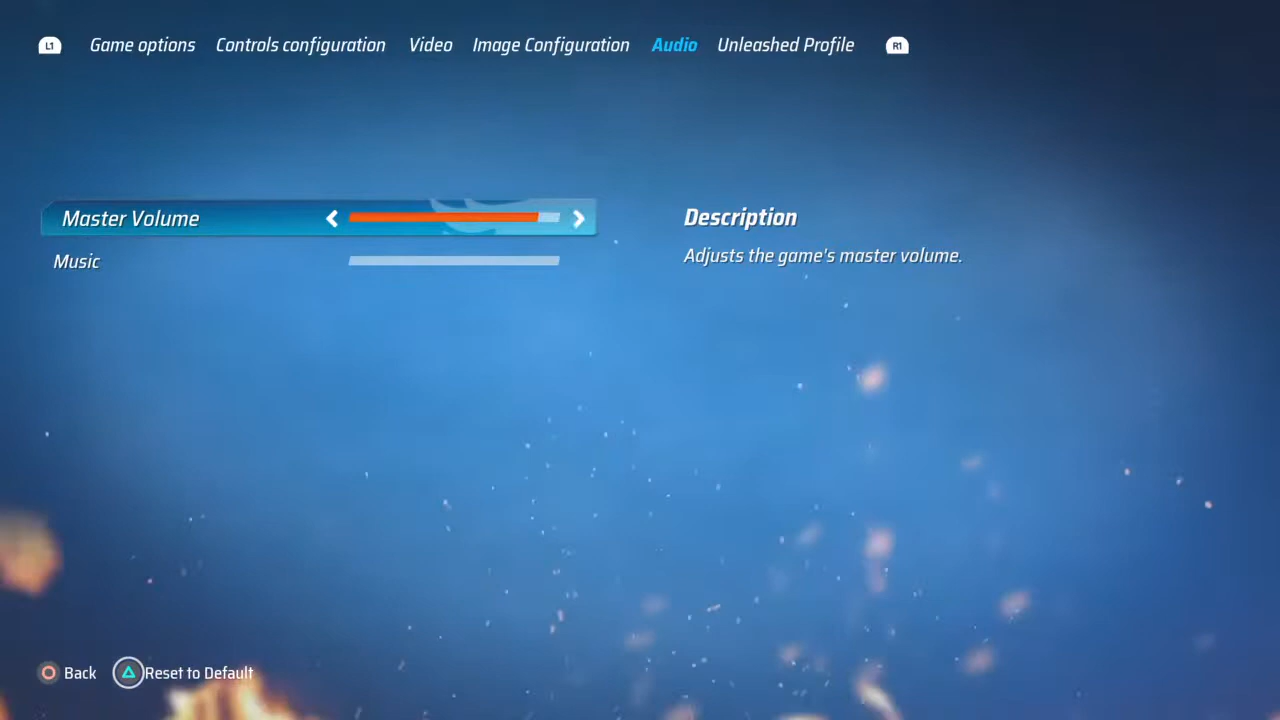 L1 Game options Controls configuration Video Image Configuration Audio Unleashed Profile R1
Master Volume
Music
Description
Adjusts the game's master volume.
Back Reset to Default